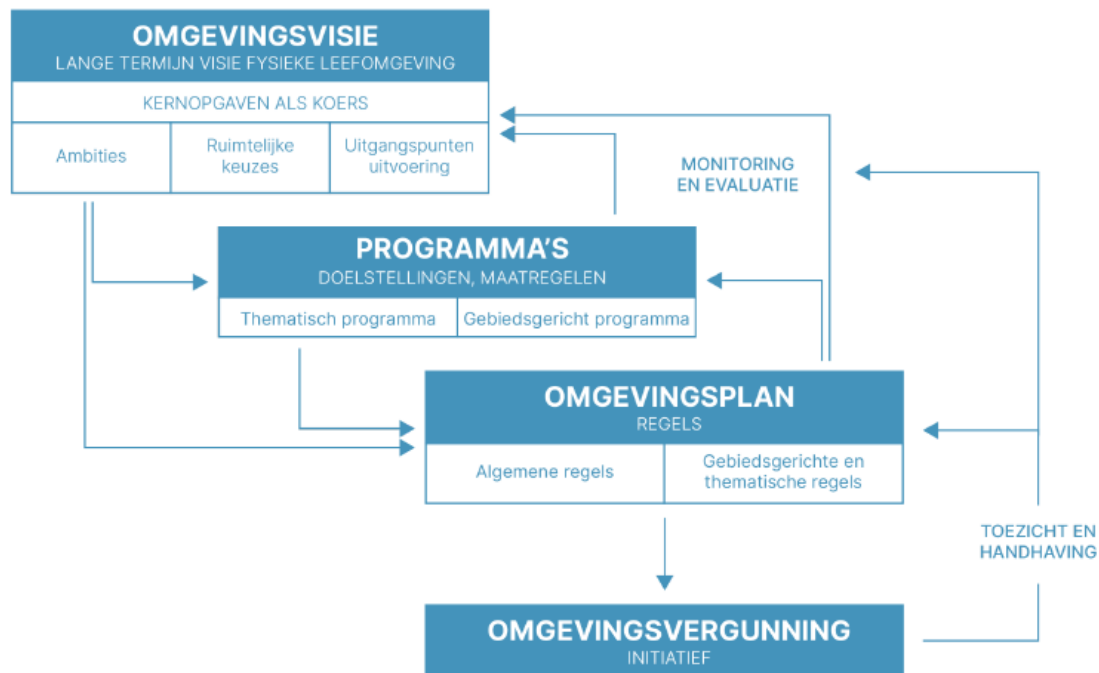 OMGEVINGSVISIE
LANGE TERMIJN VISIE FYSIEKE LEEFOMGEVING
KERNOPGAVEN ALS KOERS
Ambities
Ruimtelijke
keuzes
Uitgangspunten
uitvoering
MONITORING
EN EVALUATIE
PROGRAMMA'S
DOELSTELLINGEN, MAATREGELEN
Thematisch programma
Gebiedsgericht programma
OMGEVINGSPLAN
REGELS
Algemene regels
Gebiedsgerichte en
thematische regels
TOEZICHT EN
HANDHAVING
OMGEVINGSVERGUNNING
INITIATIEF